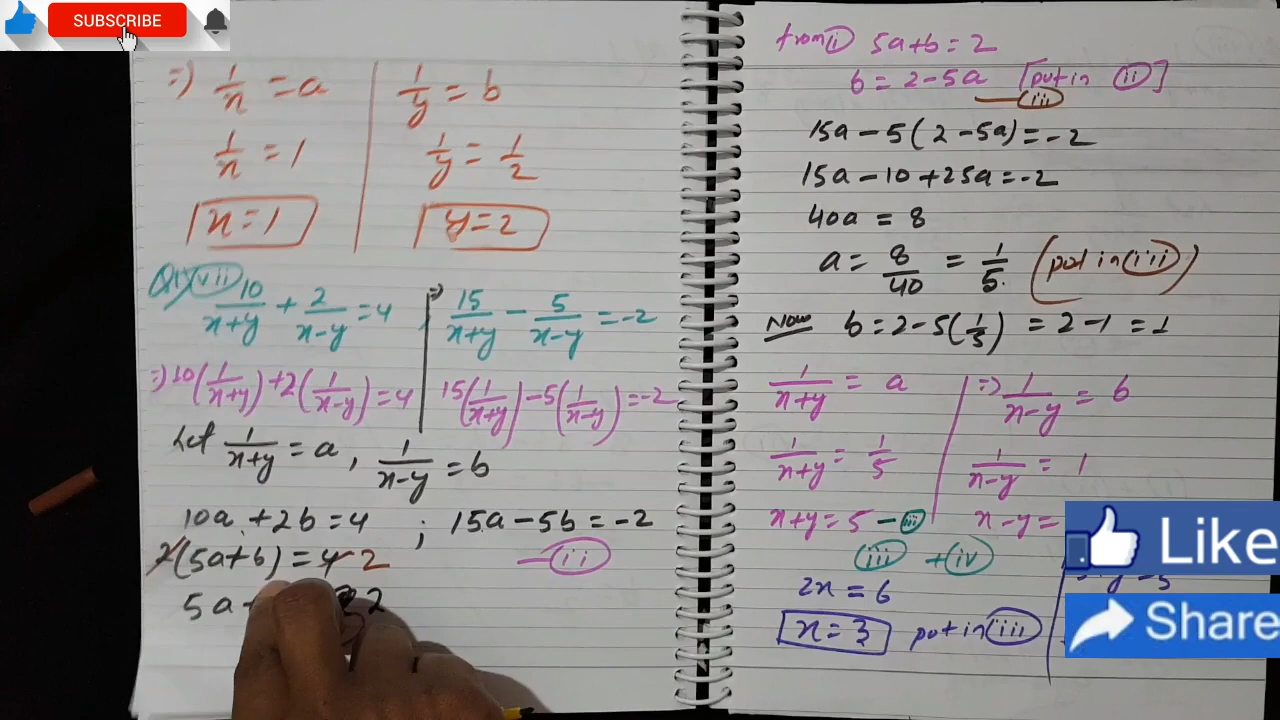 SUBSCRIBE
=) 1/x = a | 1/y = b
1/x = 1 | 1/y = 1/2
x = 1 | y = 2
Q1) vii) 10/(x+y) + 2/(x-y) = 4 | =) 15/(x+y) - 5/(x-y) = -2
=) 10(1/(x+y)) + 2(1/(x-y)) = 4 | 15(1/(x+y)) - 5(1/(x-y)) = -2
Let 1/(x+y) = a, 1/(x-y) = b
10a + 2b = 4 ; 15a - 5b = -2
2(5a+b) = 4 2 — ii
5a 2
from i 5a+b = 2
b = 2-5a [put in ii]
— iii
15a - 5(2-5a) = -2
15a - 10 + 25a = -2
40a = 8
a = 8/40 = 1/5. (put in iii)
Now b = 2-5(1/5) = 2-1 = 1
1/(x+y) = a | =) 1/(x-y) = b
1/(x+y) = 1/5 | 1/(x-y) = 1
x+y = 5 - iii | x-y =
iii + iv
2x = 6
x = 3 put in iii
Like
Share